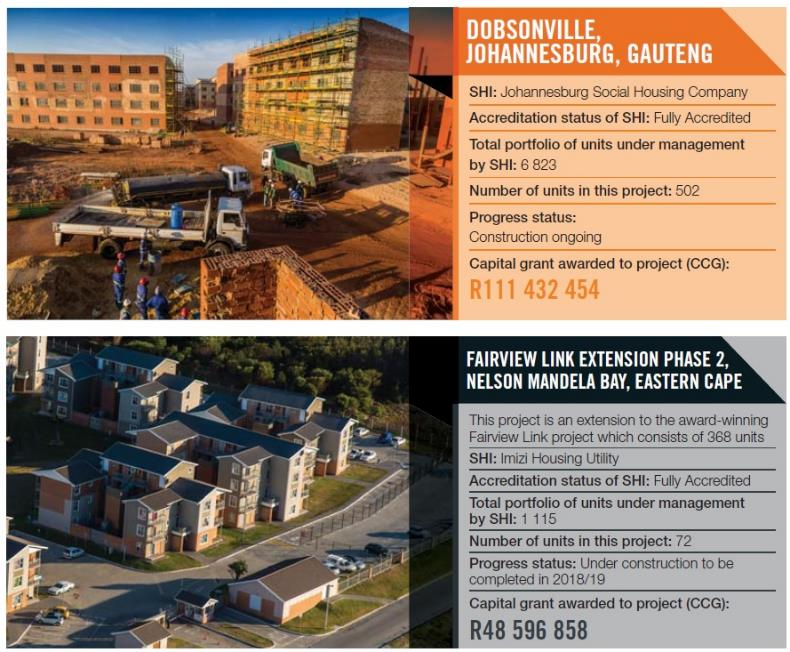 DOBSONVILLE,
JOHANNESBURG, GAUTENG
SHI: Johannesburg Social Housing Company
Accreditation status of SHI: Fully Accredited
Total portfolio of units under management
by SHI: 6 823
Number of units in this project: 502
Progress status:
Construction ongoing
Capital grant awarded to project (CCG):
R111 432 454
FAIRVIEW LINK EXTENSION PHASE 2,
NELSON MANDELA BAY, EASTERN CAPE
This project is an extension to the award-winning
Fairview Link project which consists of 368 units
SHI: Imizi Housing Utility
Accreditation status of SHI: Fully Accredited
Total portfolio of units under management
by SHI: 1 115
Number of units in this project: 72
Progress status: Under construction to be
completed in 2018/19
Capital grant awarded to project (CCG):
R48 596 858